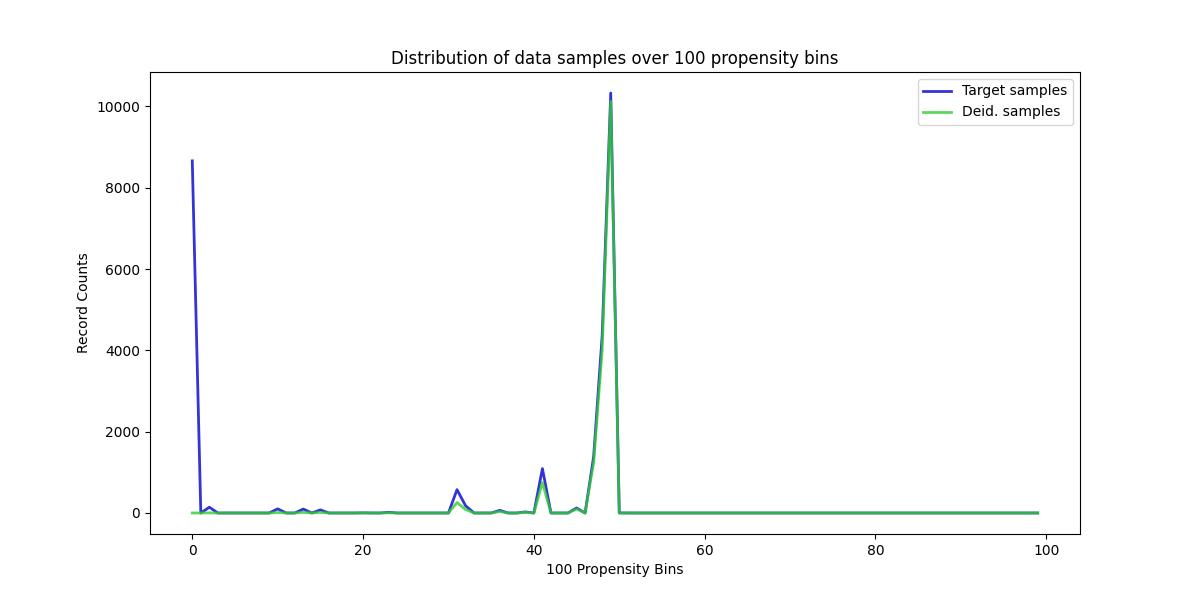 Distribution of data samples over 100 propensity bins
Target samples
Deid. samples
Record Counts
10000
8000
6000
4000
2000
0
0 20 40 60 80 100
100 Propensity Bins